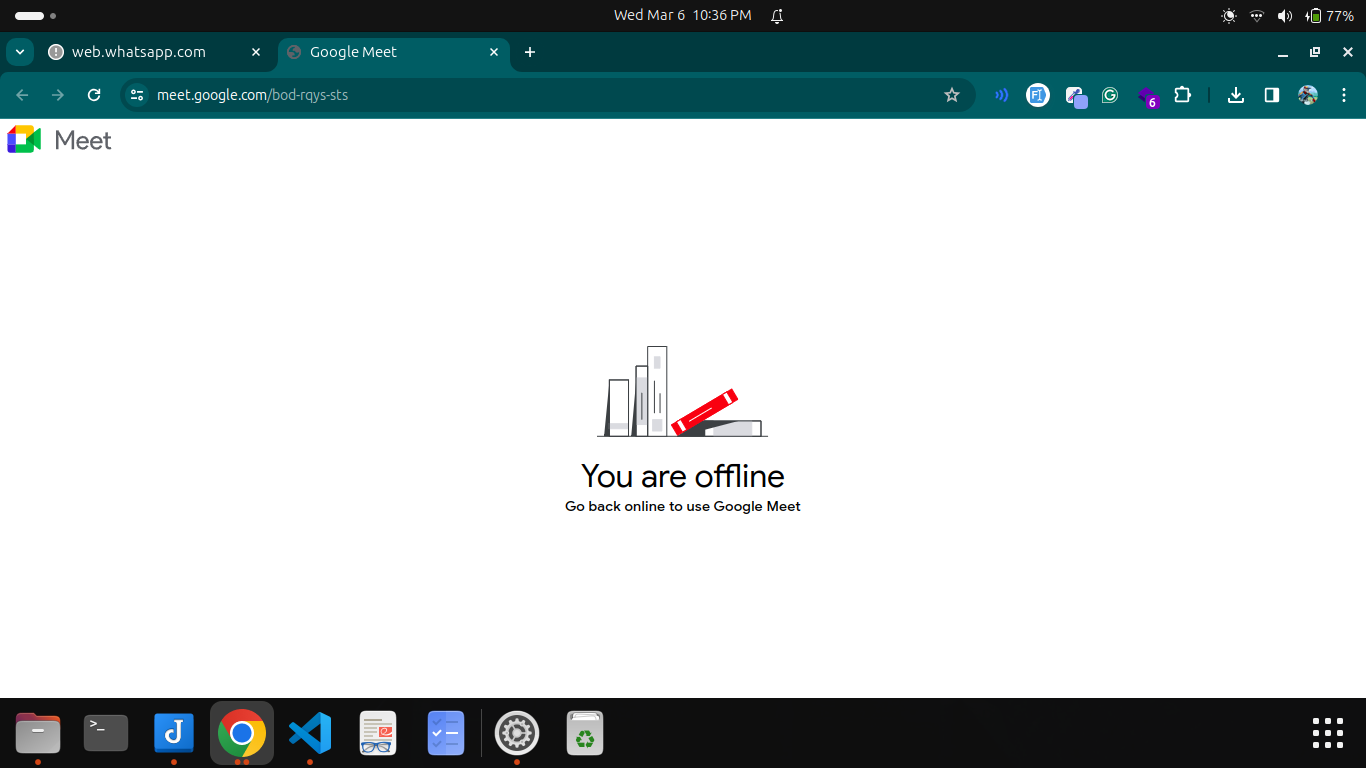 Wed Mar 6 10:36 PM
77%
web.whatsapp.com
Google Meet
meet.google.com/bod-rqys-sts
6
Meet
You are offline
Go back online to use Google Meet